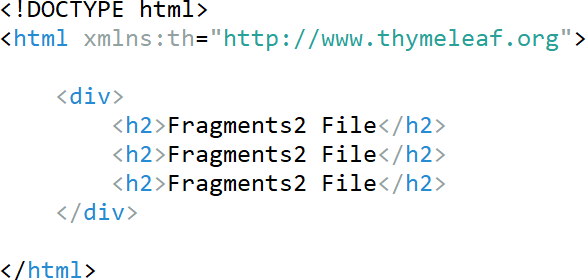 <!DOCTYPE html>
<html xmlns:th="http://www.thymeleaf.org">
<div>
<h2>Fragments2 File</h2>
<h2>Fragments2 File</h2>
<h2>Fragments2 File</h2>
</div>
</html>